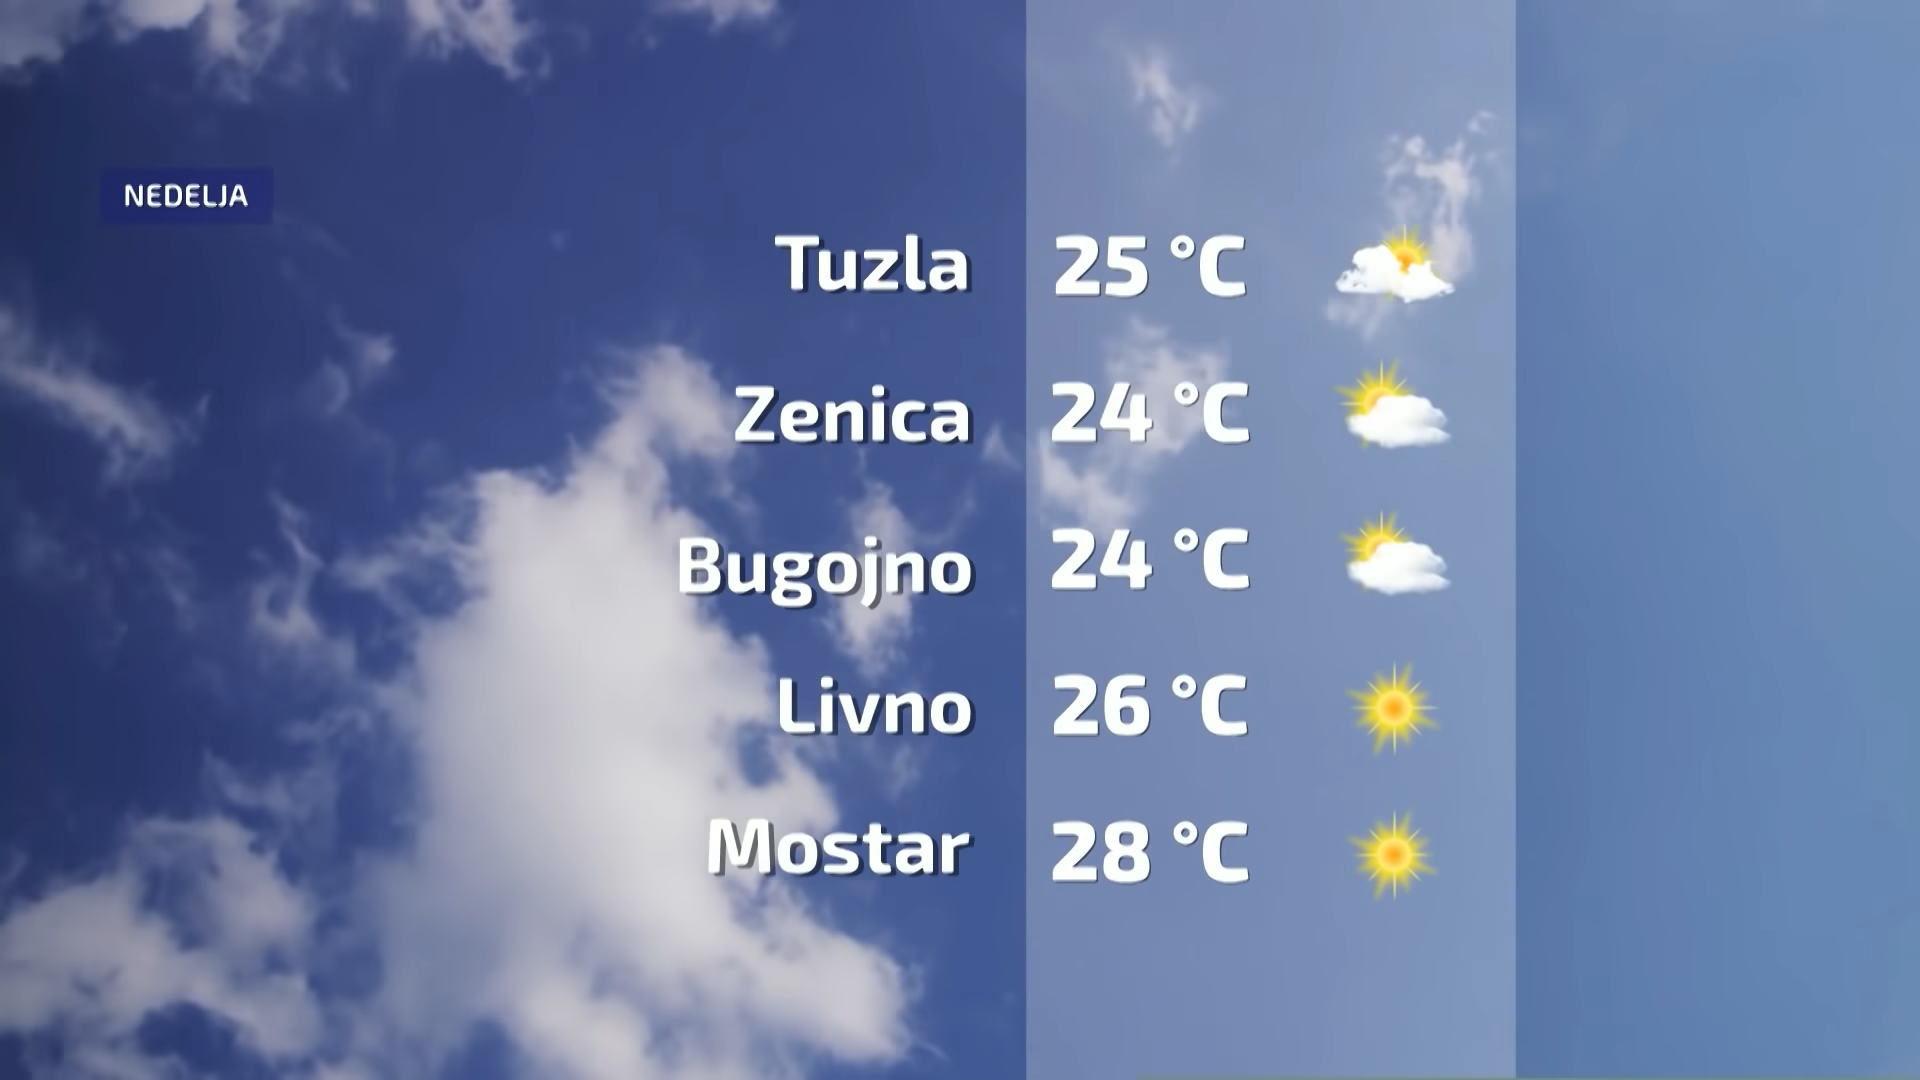 NEDELJA
Tuzla 25 °C
Zenica 24 °C
Bugojno 24 °C
Livno 26 °C
Mostar 28 °C